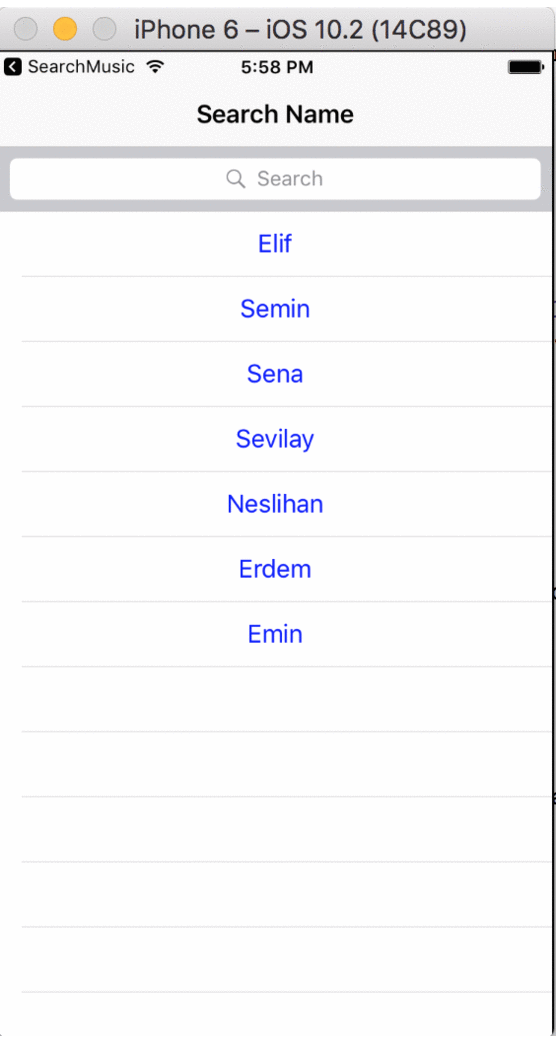 iPhone 6 – iOS 10.2 (14C89)
SearchMusic 5:58 PM
Search Name
Search
Elif
Semin
Sena
Sevilay
Neslihan
Erdem
Emin